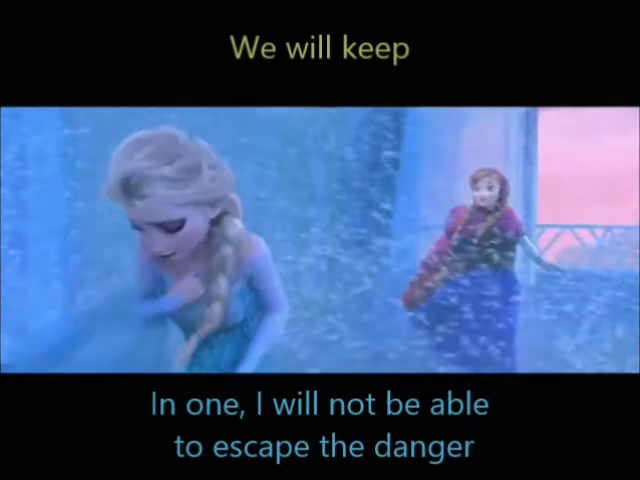 We will keep
In one, I will not be able
to escape the danger